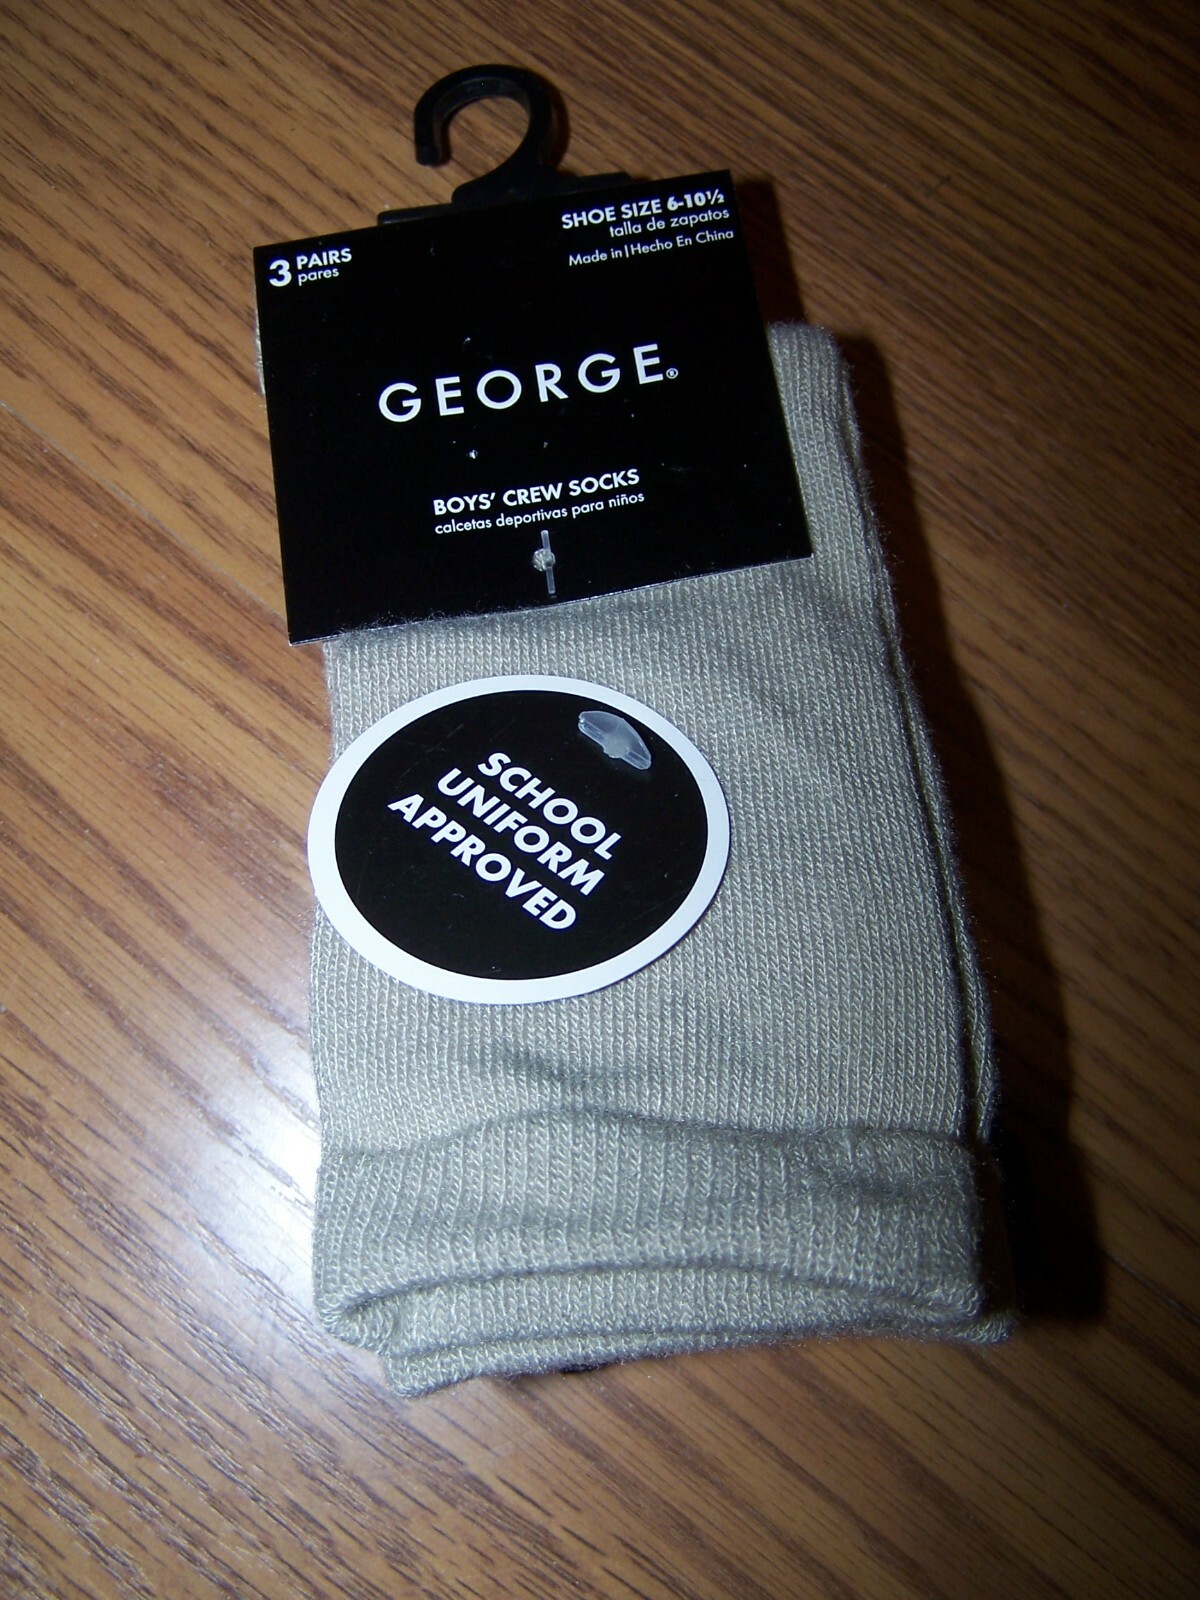 3 PAIRS
pares
SHOE SIZE 6-10½
talla de zapatos
Made in|Hecho En China
GEORGE®
BOYS' CREW SOCKS
calcetas deportivas para niños
SCHOOL
UNIFORM
APPROVED